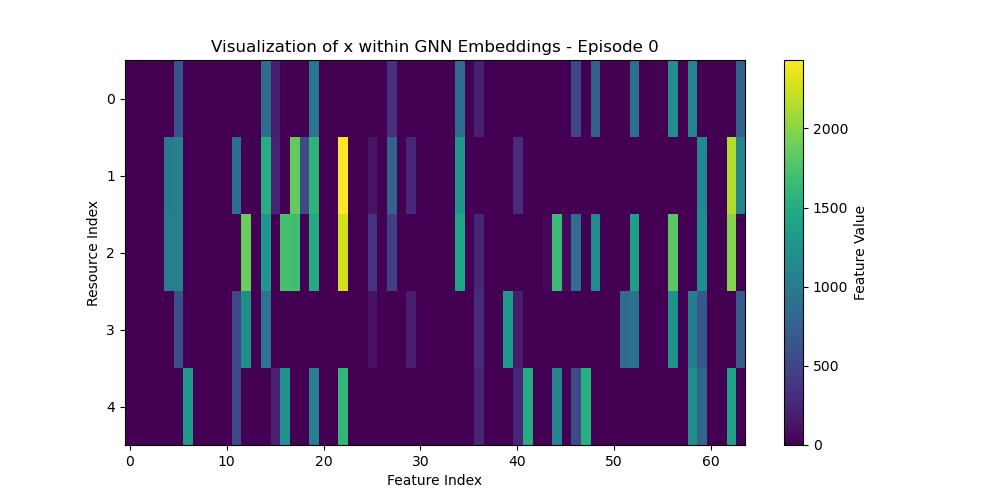 Visualization of x within GNN Embeddings - Episode 0
Resource Index
0
1
2
3
4
0 10 20 30 40 50 60
Feature Index
2000
1500
1000
500
0
Feature Value